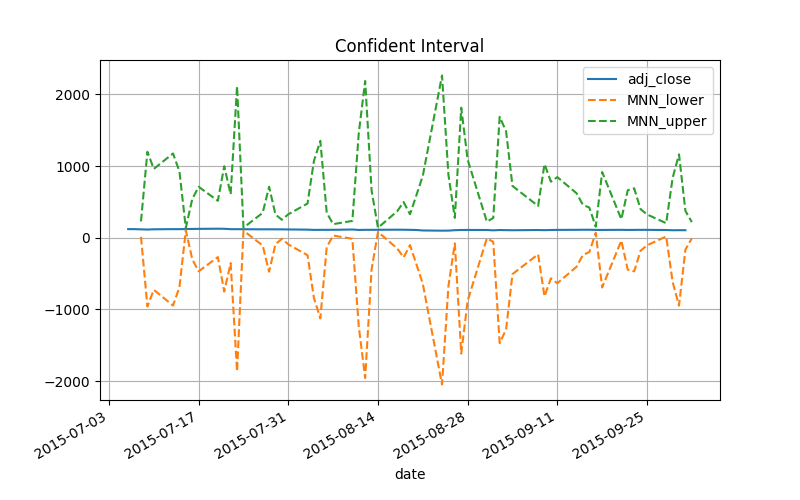 Confident Interval
adj_close
MNN_lower
MNN_upper
2000
1000
0
−1000
−2000
2015-07-03
2015-07-17
2015-07-31
2015-08-14
2015-08-28
2015-09-11
2015-09-25
date